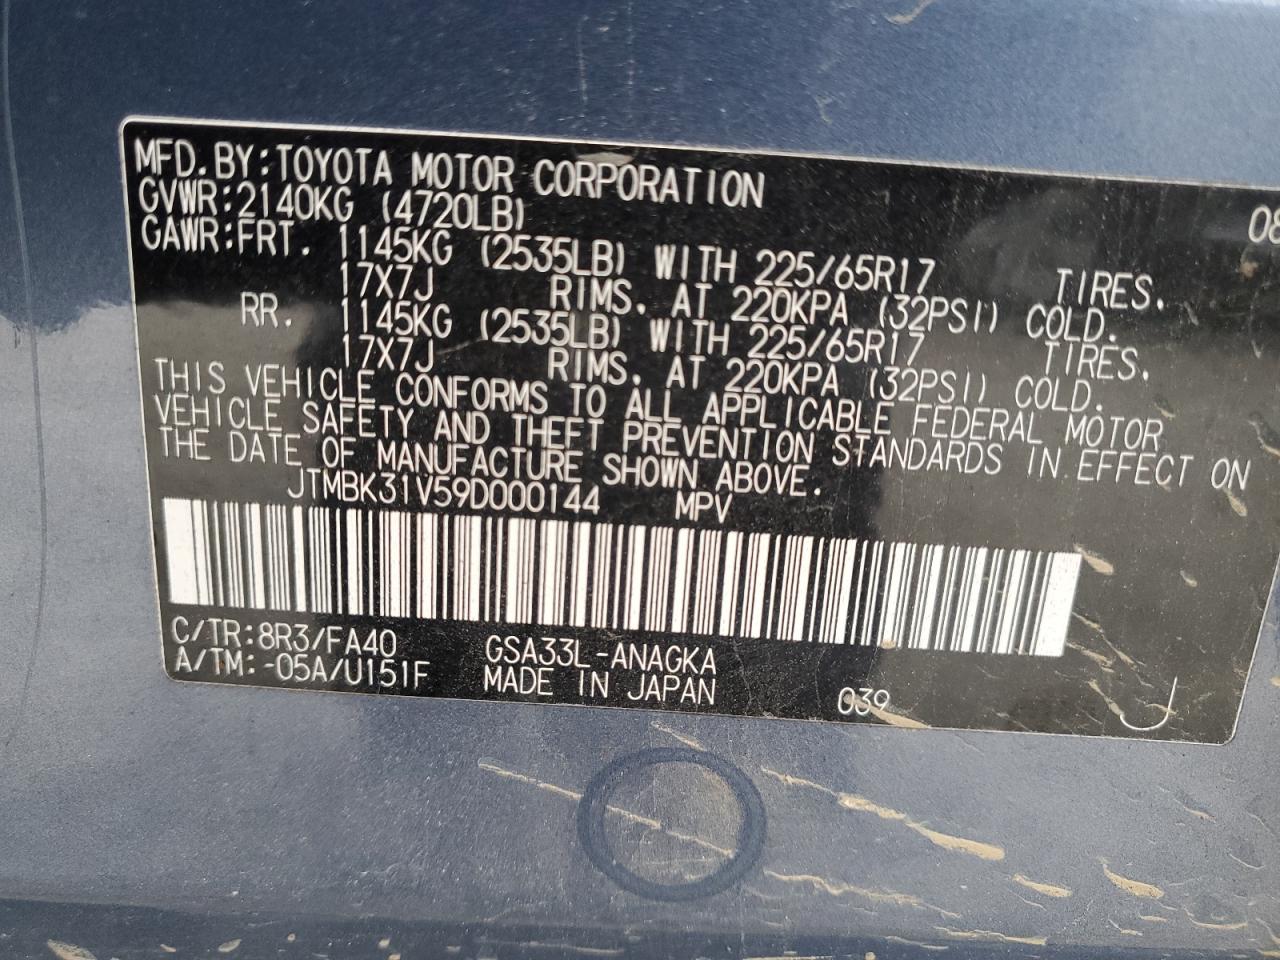 MFD.BY:TOYOTA MOTOR CORPORATION 08
GVWR:2140KG (4720LB)
GAWR:FRT. 1145KG (2535LB) WITH 225/65R17 TIRES.
17X7J RIMS. AT 220KPA (32PSI) COLD.
RR. 1145KG (2535LB) WITH 225/65R17 TIRES.
17X7J RIMS. AT 220KPA (32PSI) COLD.
THIS VEHICLE CONFORMS TO ALL APPLICABLE FEDERAL MOTOR
VEHICLE SAFETY AND THEFT PREVENTION STANDARDS IN EFFECT ON
THE DATE OF MANUFACTURE SHOWN ABOVE.
JTMBK31V59D000144 MPV
C/TR:8R3/FA40 GSA33L-ANAGKA
A/TM:-05A/U151F MADE IN JAPAN 039 J